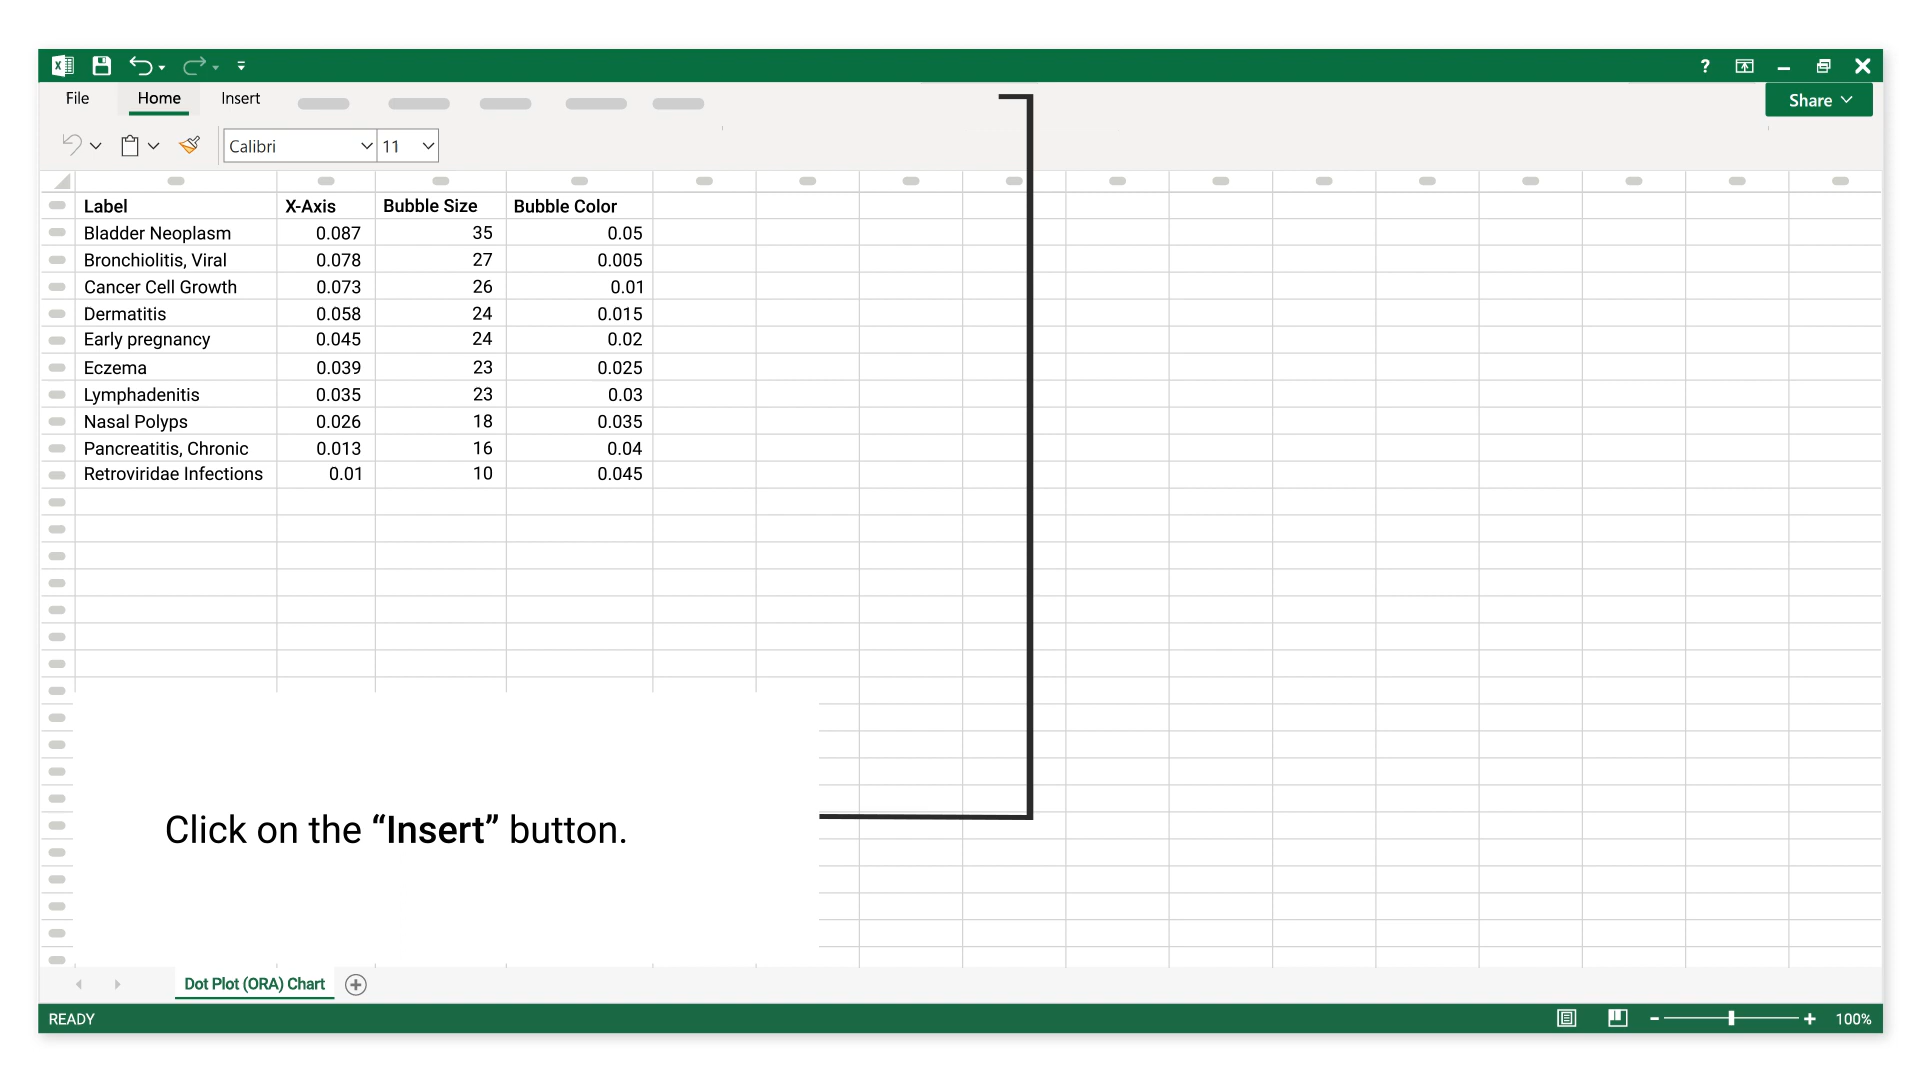 File Home Insert
Share
Calibri 11
Label X-Axis Bubble Size Bubble Color
Bladder Neoplasm 0.087 35 0.05
Bronchiolitis, Viral 0.078 27 0.005
Cancer Cell Growth 0.073 26 0.01
Dermatitis 0.058 24 0.015
Early pregnancy 0.045 24 0.02
Eczema 0.039 23 0.025
Lymphadenitis 0.035 23 0.03
Nasal Polyps 0.026 18 0.035
Pancreatitis, Chronic 0.013 16 0.04
Retroviridae Infections 0.01 10 0.045
Click on the “Insert” button.
Dot Plot (ORA) Chart
READY 100%